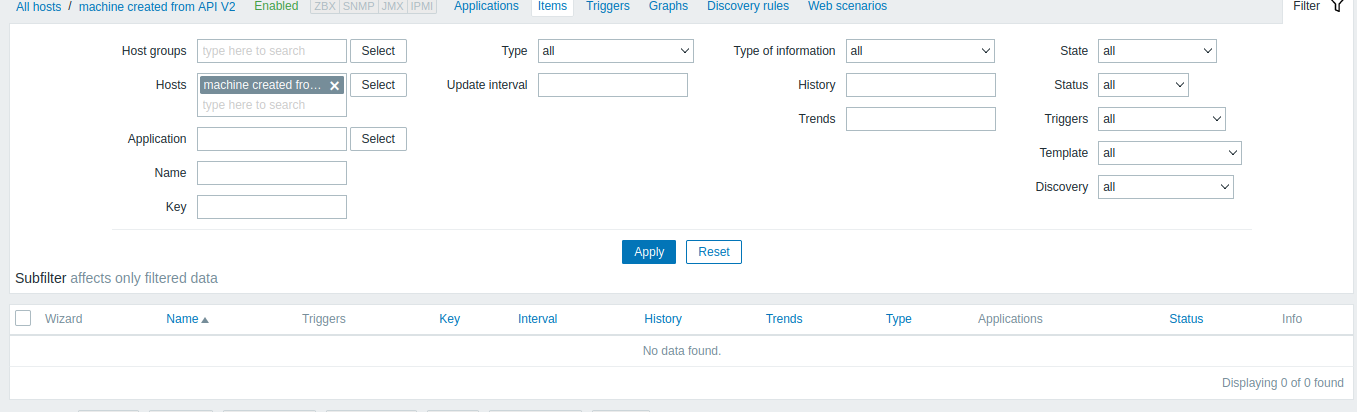 All hosts / machine created from API V2 Enabled ZBX SNMP JMX IPMI Applications Items Triggers Graphs Discovery rules Web scenarios Filter
Host groups type here to search Select Type all Type of information all State all
Hosts machine created fro... Select Update interval History Status all
type here to search
Trends Triggers all
Application Select
Template all
Name
Discovery all
Key
Apply Reset
Subfilter affects only filtered data
Wizard Name Triggers Key Interval History Trends Type Applications Status Info
No data found.
Displaying 0 of 0 found